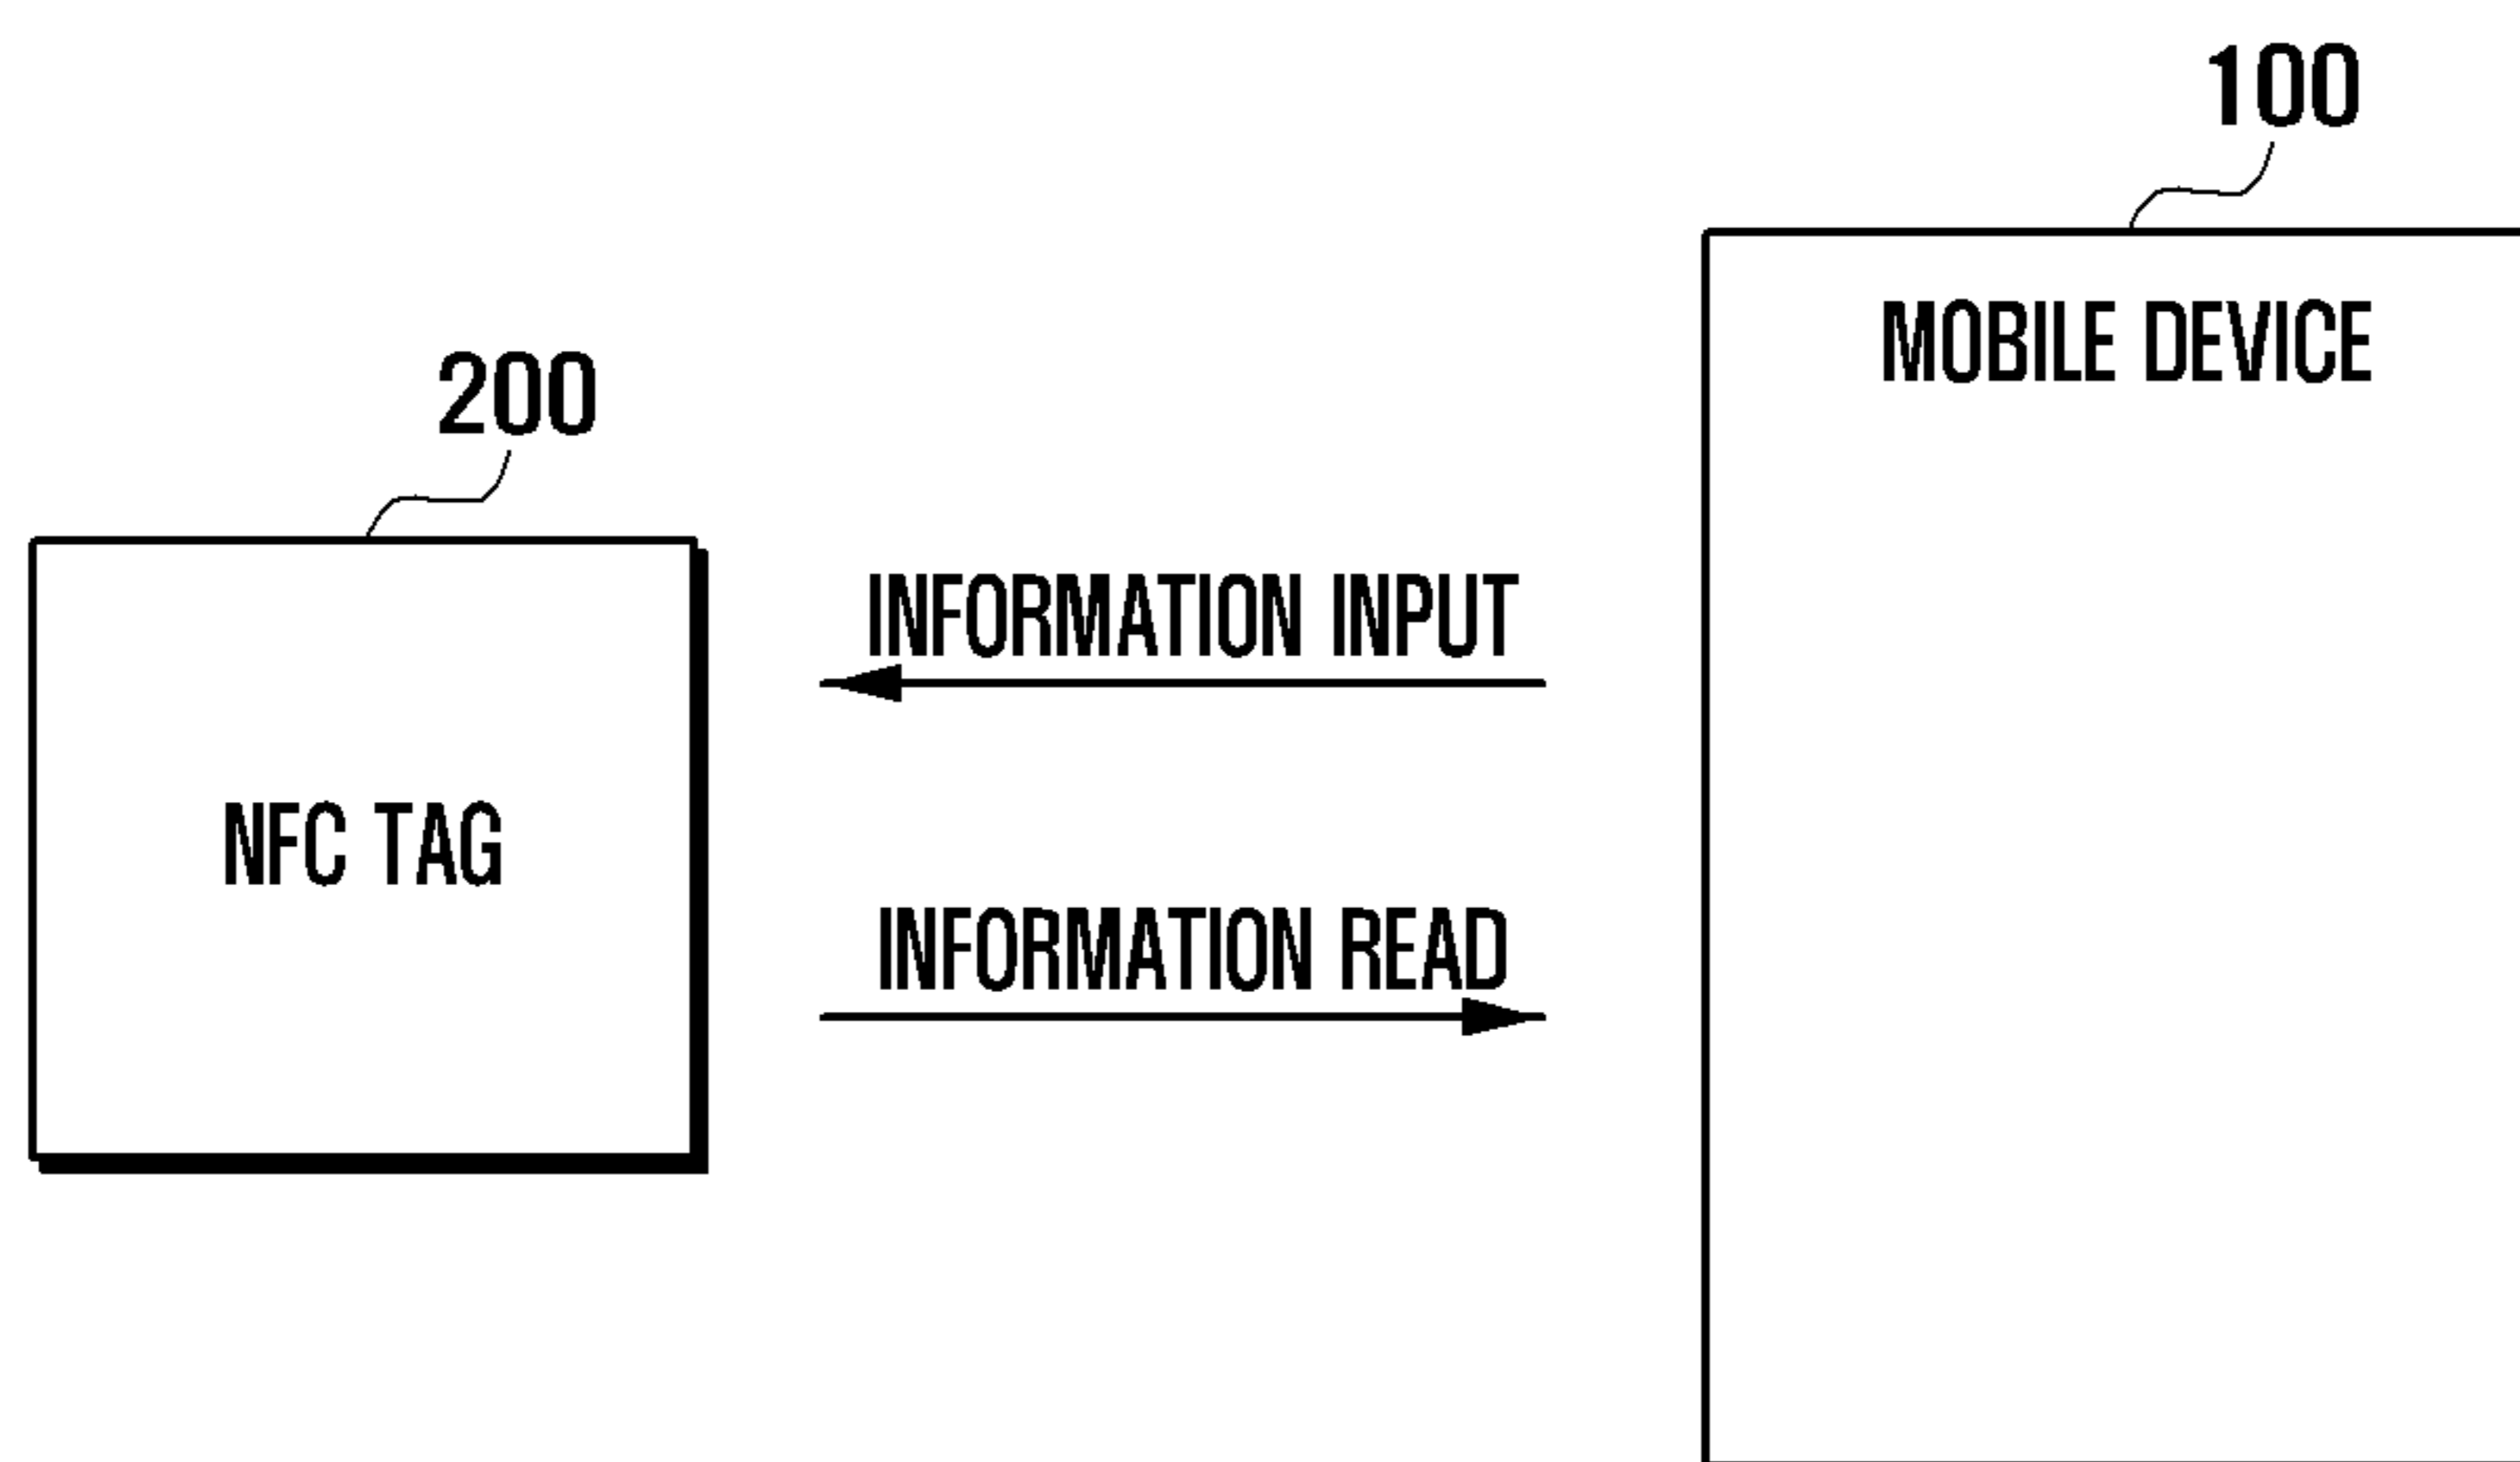 100
MOBILE DEVICE
200
INFORMATION INPUT
NFC TAG
INFORMATION READ